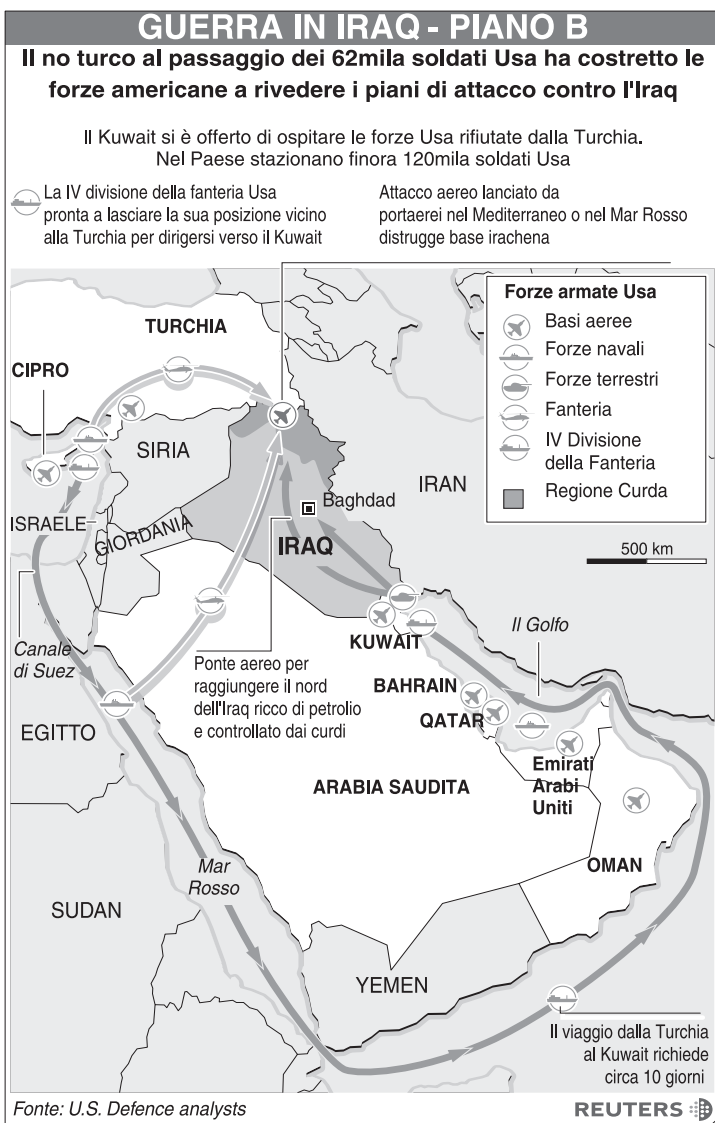 GUERRA IN IRAQ - PIANO B
Il no turco al passaggio dei 62mila soldati Usa ha costretto le
forze americane a rivedere i piani di attacco contro l'Iraq
Il Kuwait si è offerto di ospitare le forze Usa rifiutate dalla Turchia.
Nel Paese stazionano finora 120mila soldati Usa
La IV divisione della fanteria Usa
pronta a lasciare la sua posizione vicino
alla Turchia per dirigersi verso il Kuwait
Attacco aereo lanciato da
portaerei nel Mediterraneo o nel Mar Rosso
distrugge base irachena
Forze armate Usa
Basi aeree
Forze navali
Forze terrestri
Fanteria
IV Divisione
della Fanteria
Regione Curda
500 km
TURCHIA
CIPRO
SIRIA
IRAN
Baghdad
ISRAELE
GIORDANIA
IRAQ
Canale
di Suez
Il Golfo
KUWAIT
Ponte aereo per
raggiungere il nord
dell'Iraq ricco di petrolio
e controllato dai curdi
BAHRAIN
QATAR
EGITTO
Emirati
Arabi
Uniti
ARABIA SAUDITA
OMAN
Mar
Rosso
SUDAN
YEMEN
Il viaggio dalla Turchia
al Kuwait richiede
circa 10 giorni
Fonte: U.S. Defence analysts
REUTERS